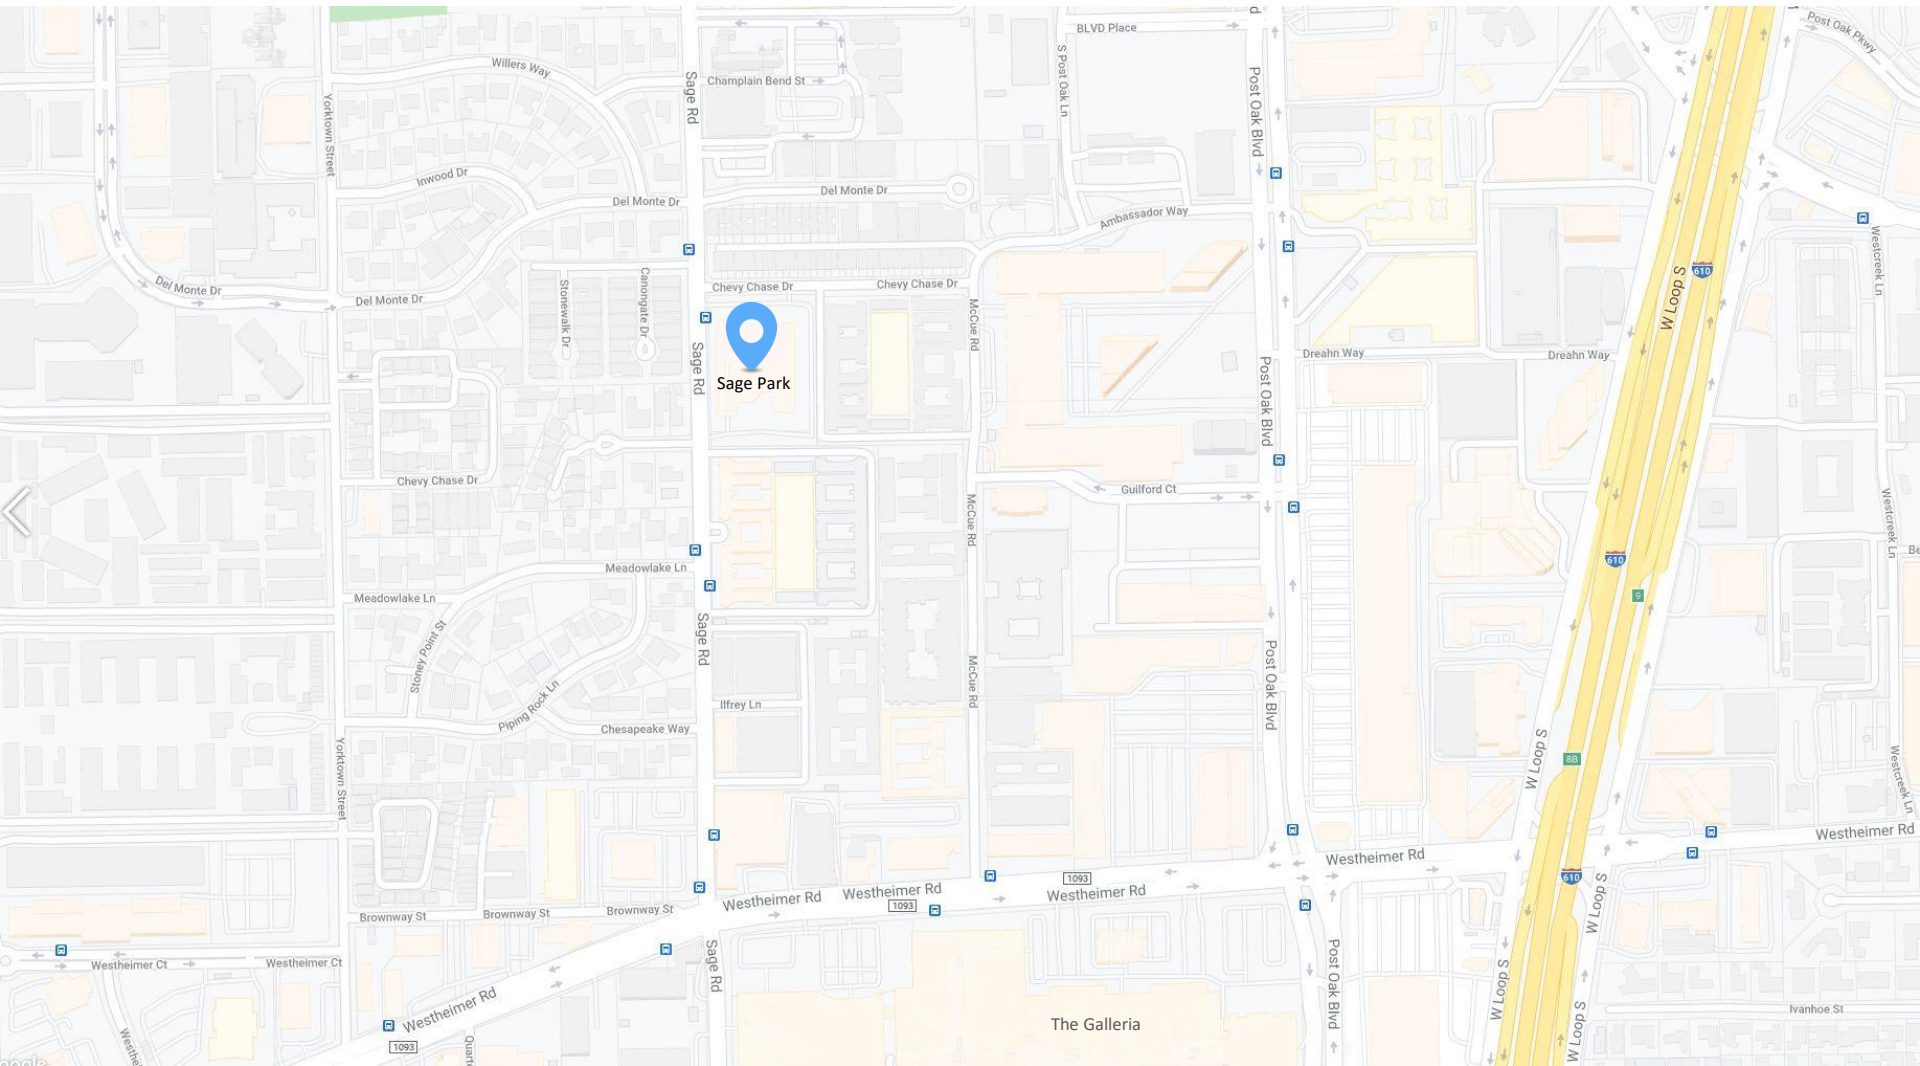 BLVD Place
Post Oak Pkwy
Willers Way
Sage Rd
Champlain Bend St
S Post Oak Ln
Post Oak Blvd
Yorktown Street
Inwood Dr
Del Monte Dr
Del Monte Dr
Ambassador Way
Westcreek Ln
610
W Loop S
Del Monte Dr
Del Monte Dr
Stonewalk Dr
Canongate Dr
Chevy Chase Dr
Chevy Chase Dr
McCue Rd
Sage Rd
Sage Park
Post Oak Blvd
Dreahn Way
Dreahn Way
Chevy Chase Dr
Guilford Ct
McCue Rd
Westcreek Ln
Be
610
9
Meadowlake Ln
Meadowlake Ln
Sage Rd
Stoney Point St
McCue Rd
Post Oak Blvd
Piping Rock Ln
Ilfrey Ln
Chesapeake Way
W Loop S
8B
Westcreek Ln
Yorktown Street
Westheimer Rd
Westheimer Rd
610
1093
Westheimer Rd
Westheimer Rd
Westheimer Rd
1093
W Loop S
Brownway St
Brownway St
Brownway St
Westheimer Ct
Westheimer Ct
Sage Rd
Post Oak Blvd
W Loop S
Westheimer Rd
The Galleria
Ivanhoe St
W Loop S
1093
Westhe
Quart